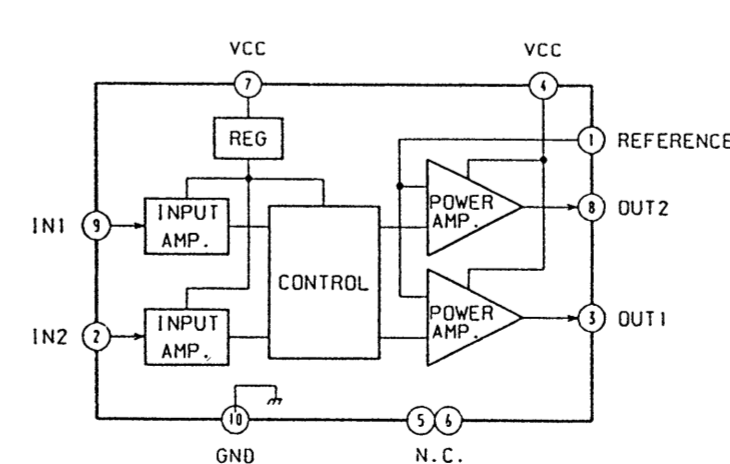 VCC
VCC
7
4
REG
1
REFERENCE
IN1
9
INPUT
AMP.
POWER
AMP.
8
OUT2
CONTROL
IN2
2
INPUT
AMP.
POWER
AMP.
3
OUT1
10
5
6
GND
N.C.